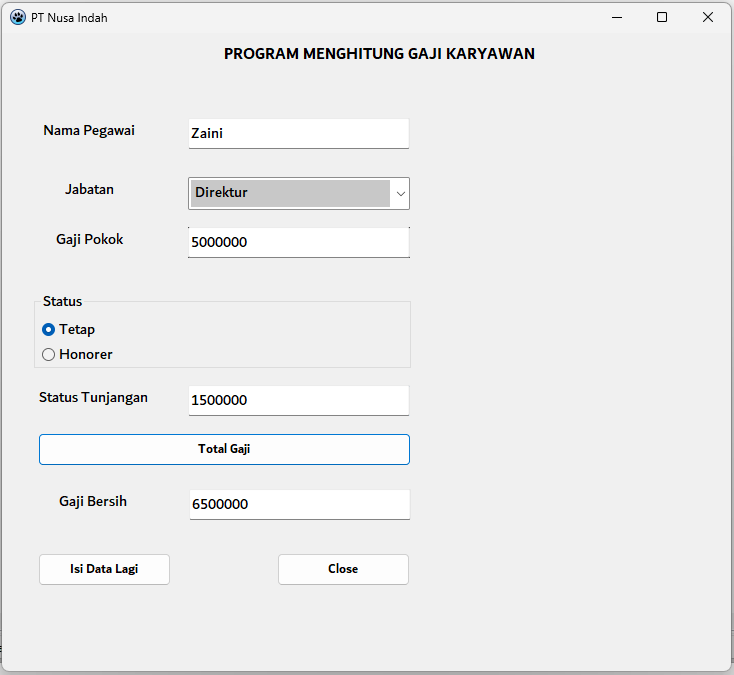 PT Nusa Indah
PROGRAM MENGHITUNG GAJI KARYAWAN
Nama Pegawai Zaini
Jabatan Direktur
Gaji Pokok 5000000
Status
Tetap
Honorer
Status Tunjangan 1500000
Total Gaji
Gaji Bersih 6500000
Isi Data Lagi Close